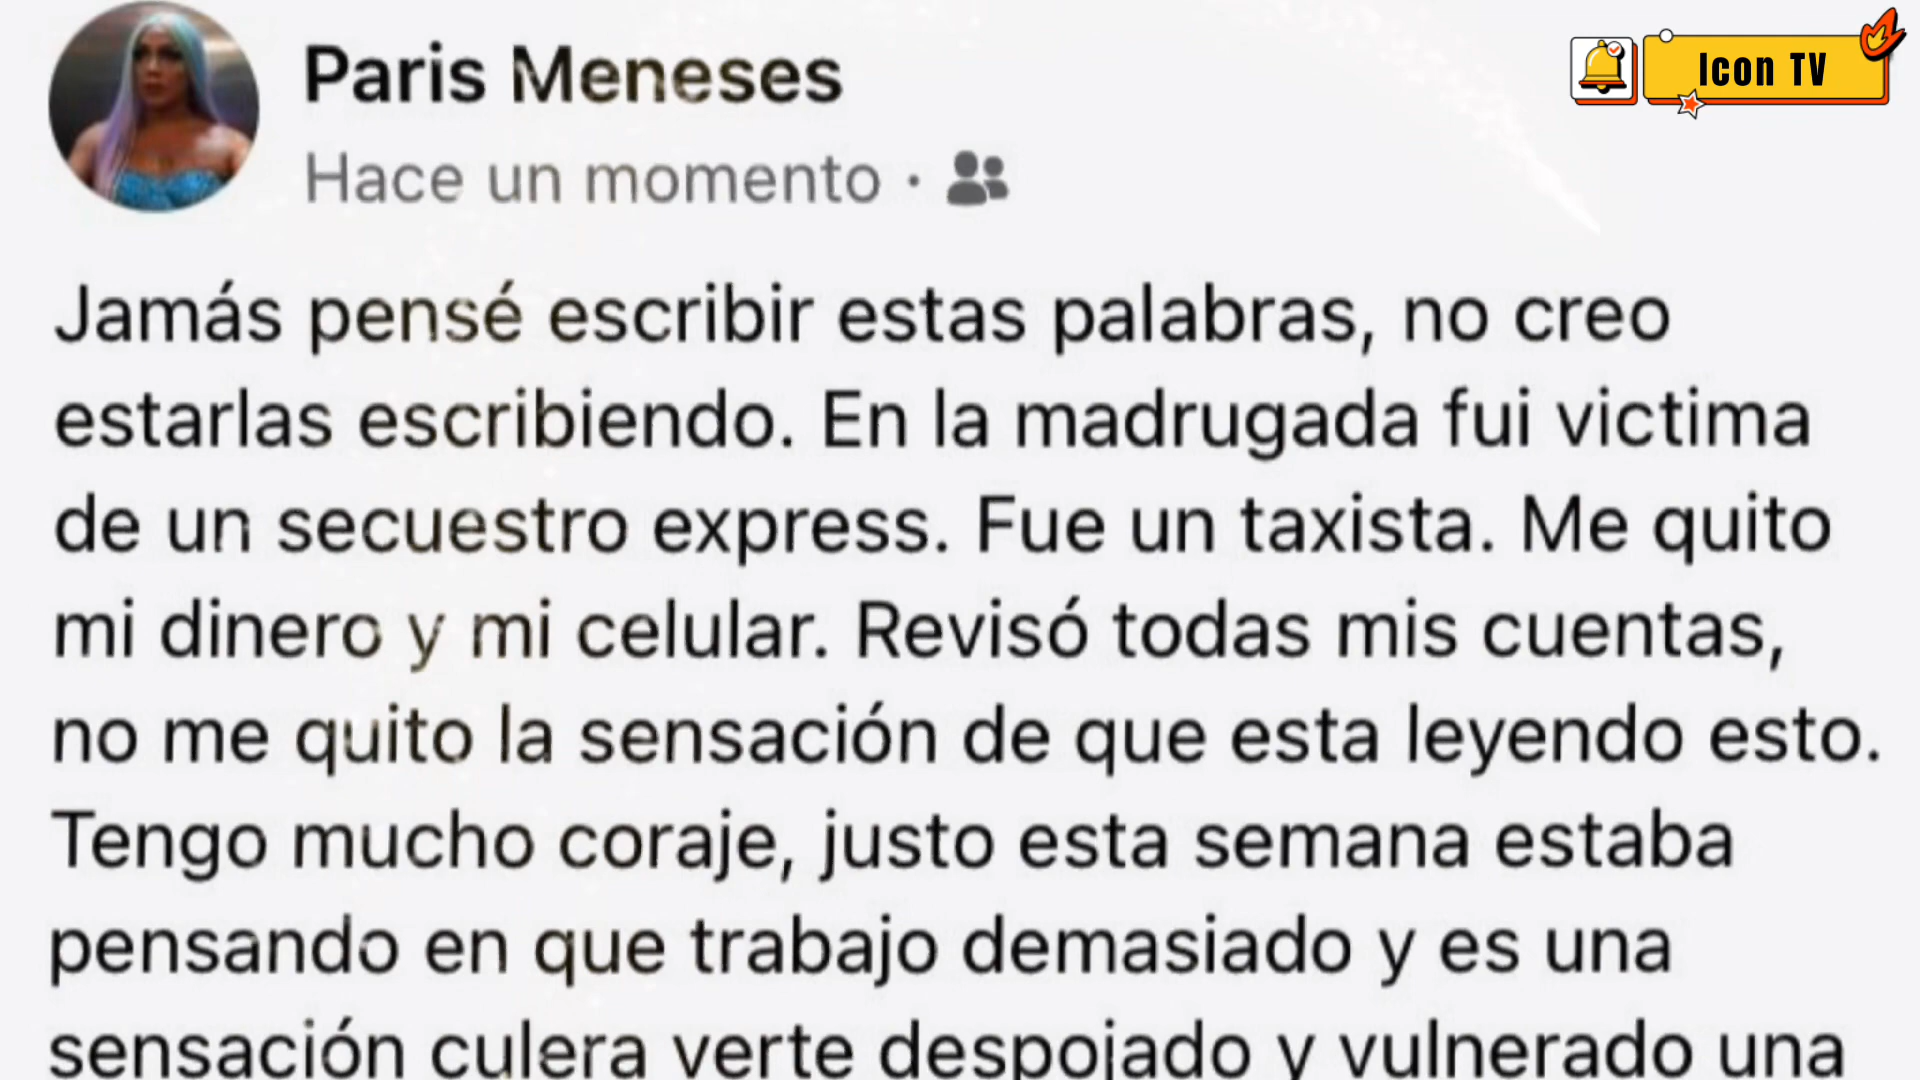 Paris Meneses
Icon TV
Hace un momento ·
Jamás pensé escribir estas palabras, no creo
estarlas escribiendo. En la madrugada fui victima
de un secuestro express. Fue un taxista. Me quito
mi dinero y mi celular. Revisó todas mis cuentas,
no me quito la sensación de que esta leyendo esto.
Tengo mucho coraje, justo esta semana estaba
pensando en que trabajo demasiado y es una
sensación culera verte despojado y vulnerado una